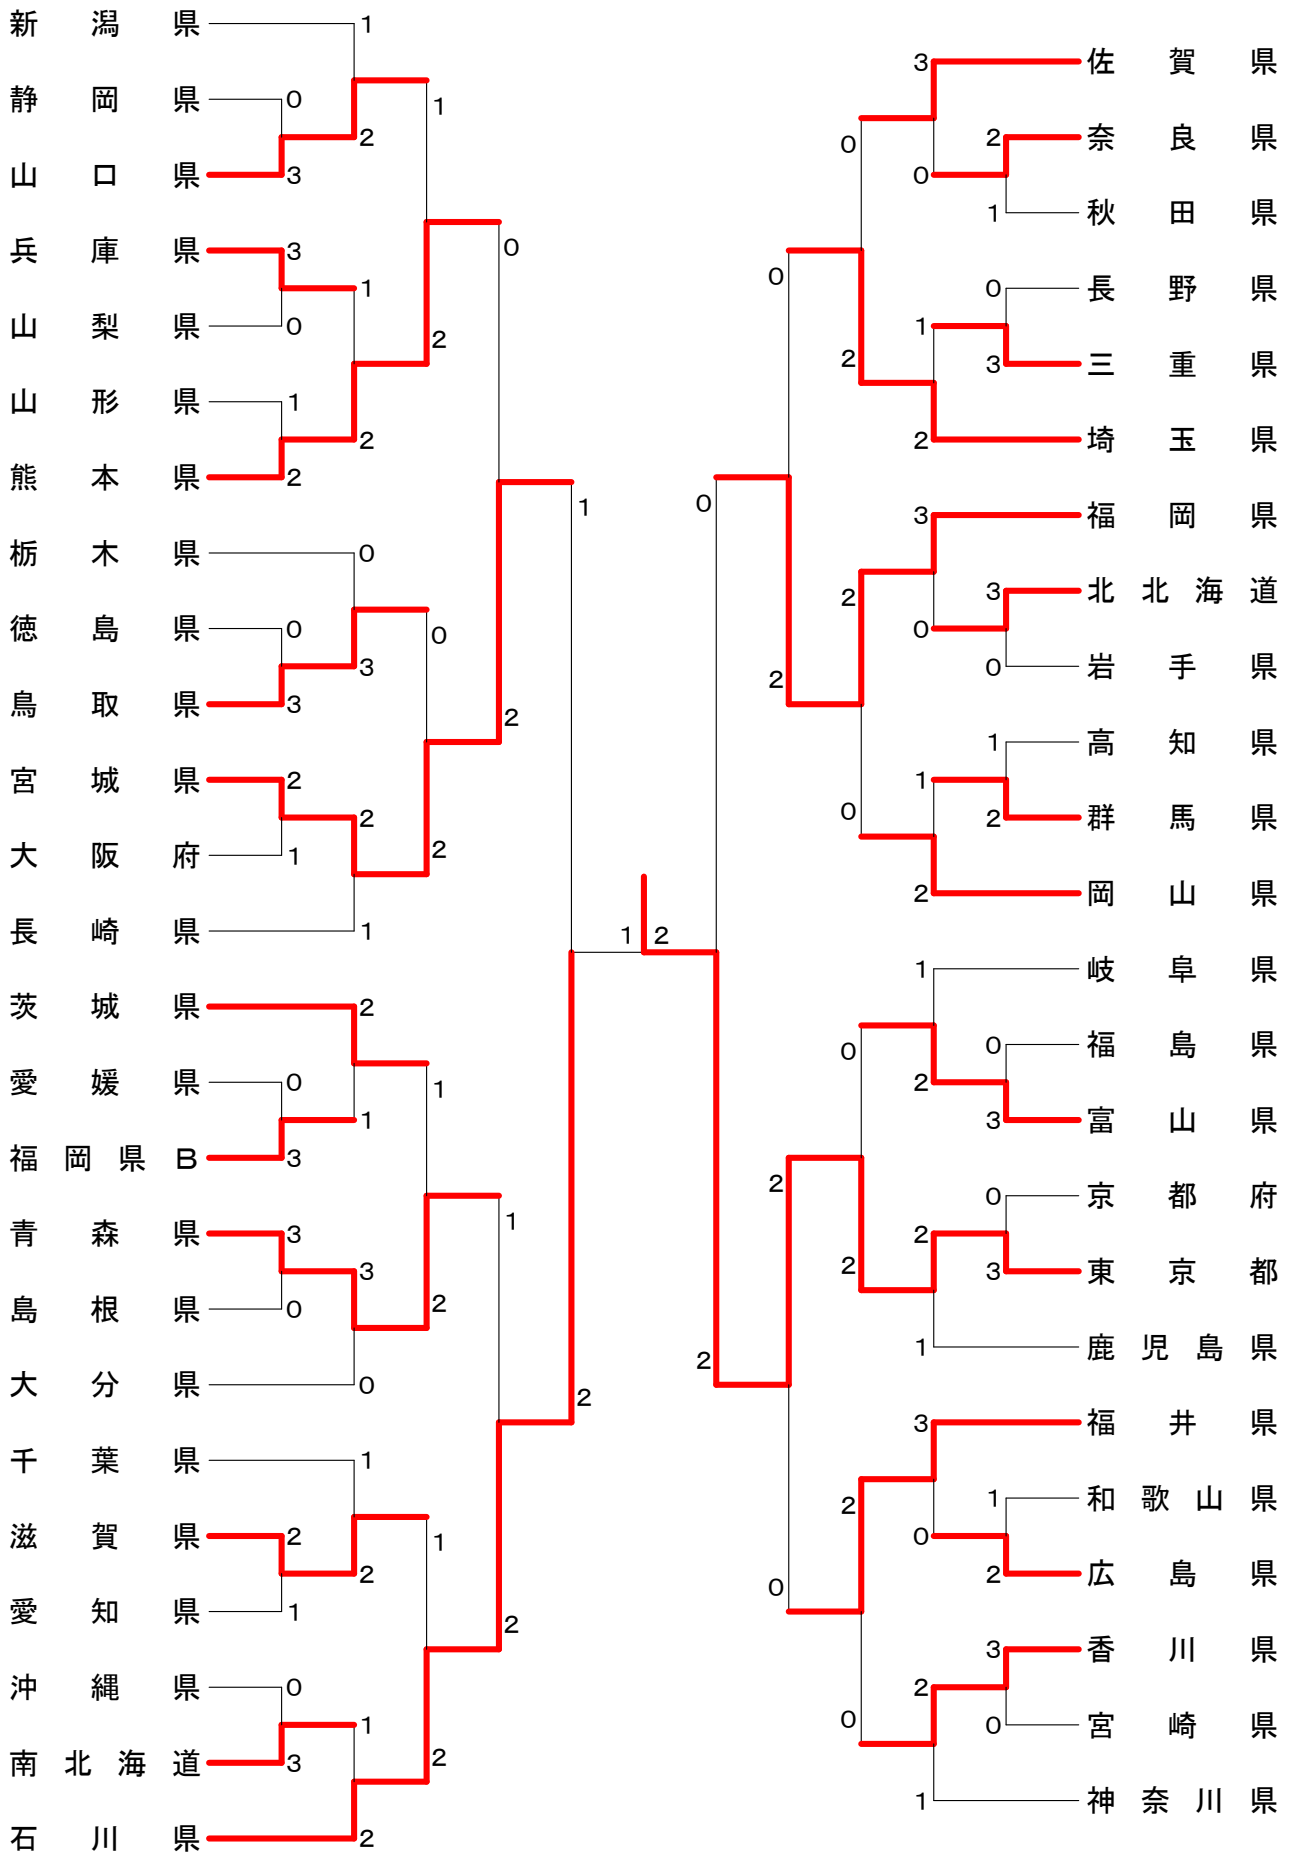 新潟県 1
静岡県 0
山口県 3
2
1
兵庫県 3
山梨県 0
1
山形県 1
熊本県 2
2
2
0
栃木県 0
徳島県 0
鳥取県 3
3
0
宮城県 2
大阪府 1
2
長崎県 1
2
2
1
茨城県 2
愛媛県 0
福岡県B 3
1
1
青森県 3
島根県 0
3
大分県 0
2
1
千葉県 1
滋賀県 2
愛知県 1
2
1
沖縄県 0
南北海道 3
1
石川県 2
2
2
2
1 2
3 佐賀県
2 奈良県
1 秋田県
0
0
0 長野県
3 三重県
1
2 埼玉県
2
0
3 福岡県
3 北北海道
0 岩手県
0
2
1 高知県
2 群馬県
1
2 岡山県
0
2
0
1 岐阜県
0 福島県
3 富山県
2
0
0 京都府
3 東京都
2
1 鹿児島県
2
2
3 福井県
1 和歌山県
2 広島県
0
2
3 香川県
0 宮崎県
2
1 神奈川県
0
0
2